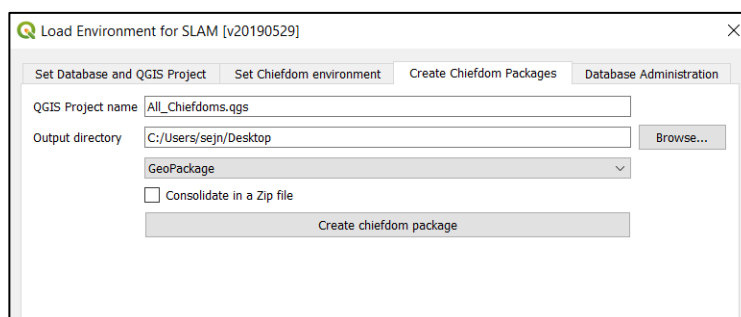 Load Environment for SLAM [v20190529]
Set Database and QGIS Project
Set Chiefdom environment
Create Chiefdom Packages
Database Administration
QGIS Project name All_Chiefdoms.qgs
Output directory C:/Users/sejn/Desktop Browse...
GeoPackage
Consolidate in a Zip file
Create chiefdom package